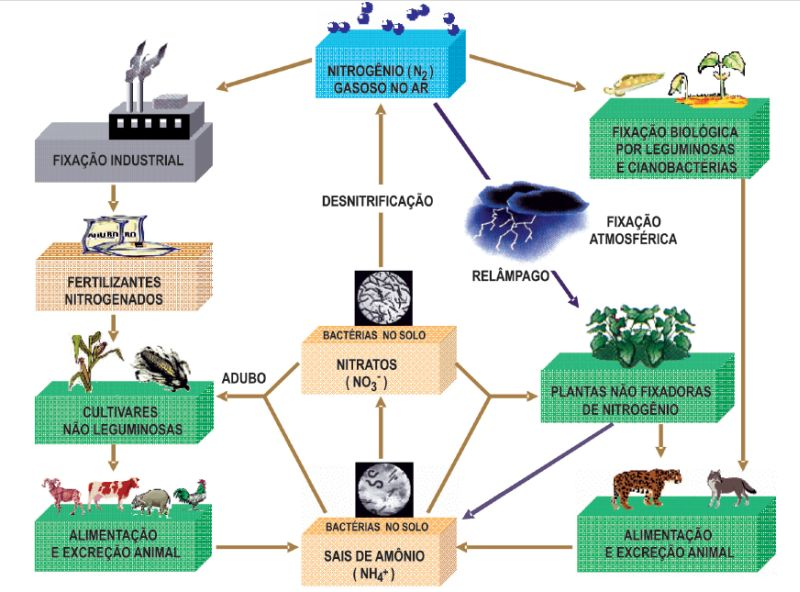 NITROGÊNIO ( N2 )
GASOSO NO AR
FIXAÇÃO INDUSTRIAL
FIXAÇÃO BIOLÓGICA
POR LEGUMINOSAS
E CIANOBACTÉRIAS
DESNITRIFICAÇÃO
FIXAÇÃO
ATMOSFÉRICA
RELÂMPAGO
ADUBO
FERTILIZANTES
NITROGENADOS
BACTÉRIAS NO SOLO
NITRATOS
( NO3- )
ADUBO
PLANTAS NÃO FIXADORAS
DE NITROGÊNIO
CULTIVARES
NÃO LEGUMINOSAS
BACTÉRIAS NO SOLO
SAIS DE AMÔNIO
( NH4+ )
ALIMENTAÇÃO
E EXCREÇÃO ANIMAL
ALIMENTAÇÃO
E EXCREÇÃO ANIMAL